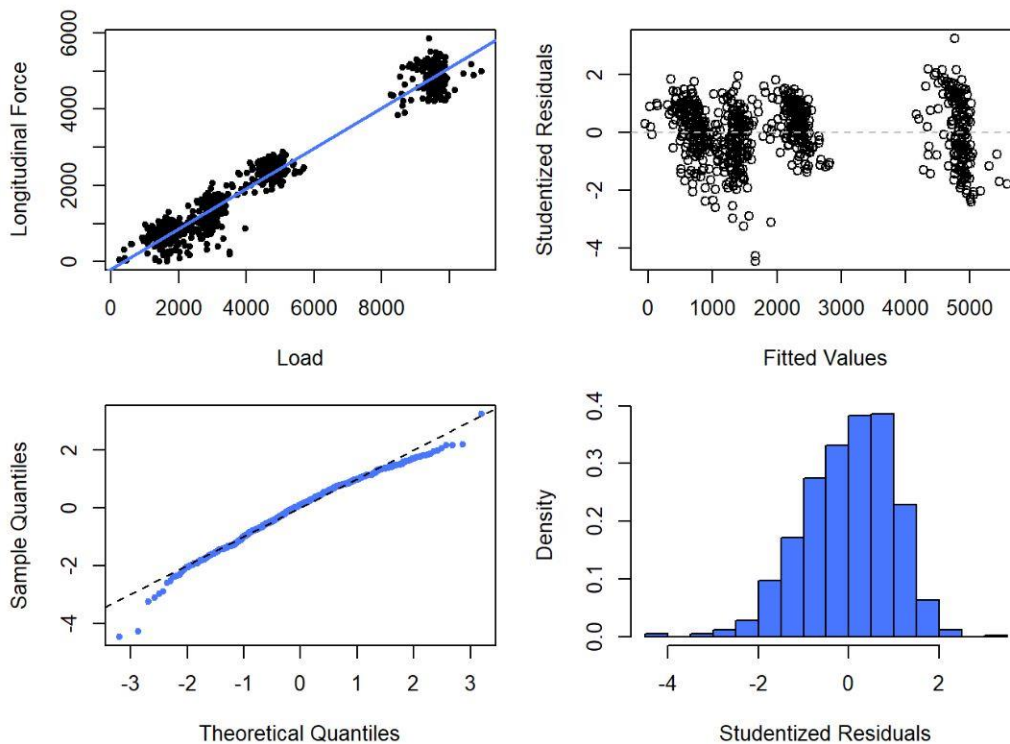 Longitudinal Force
0 2000 4000 6000
0 2000 4000 6000 8000
Load
Studentized Residuals
-4 -2 0 2
0 1000 2000 3000 4000 5000
Fitted Values
Sample Quantiles
-4 -2 0 2
-3 -2 -1 0 1 2 3
Theoretical Quantiles
Density
0.0 0.1 0.2 0.3 0.4
-4 -2 0 2
Studentized Residuals